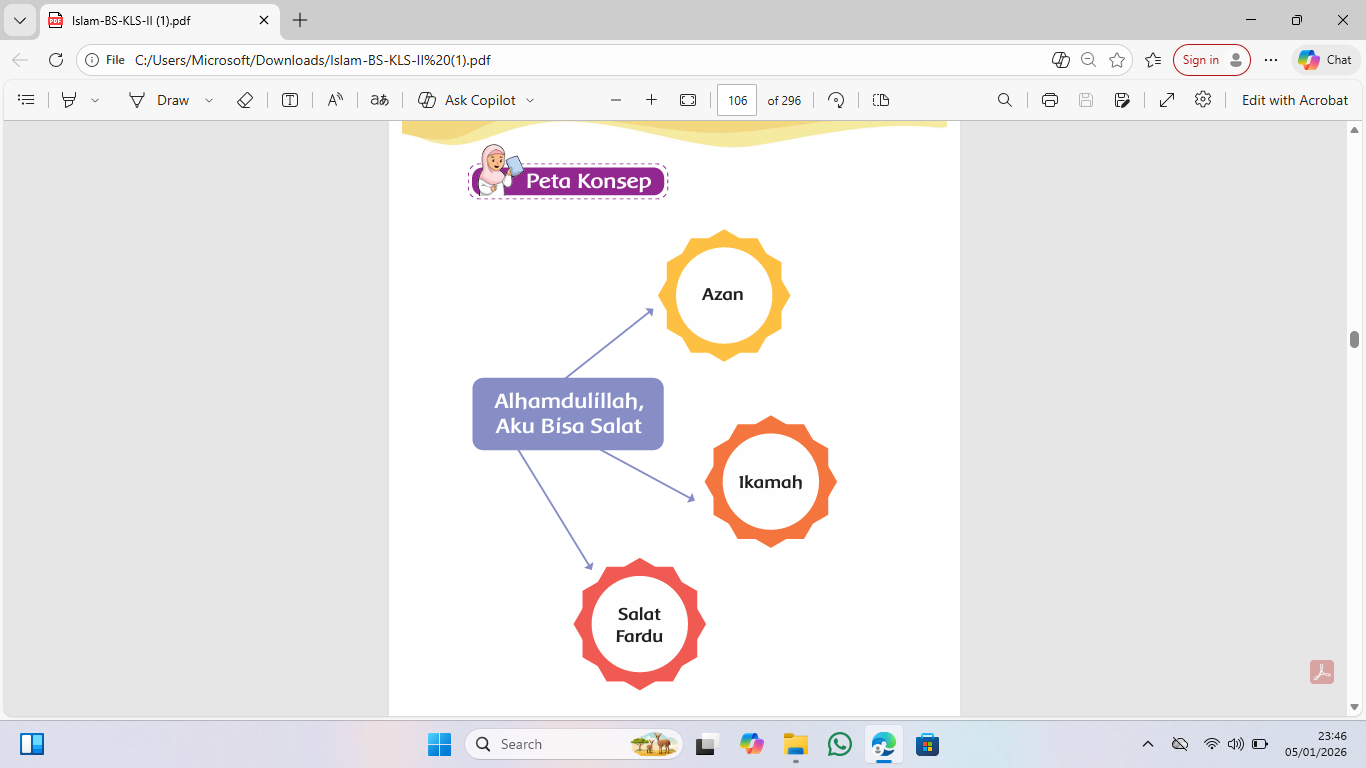 Islam-BS-KLS-II (1).pdf
File C:/Users/Microsoft/Downloads/Islam-BS-KLS-II%20(1).pdf
Sign in
Chat
Draw
Ask Copilot
106 of 296
Edit with Acrobat
Peta Konsep
Azan
Alhamdulillah,
Aku Bisa Salat
Ikamah
Salat
Fardu
Search
23:46
05/01/2026